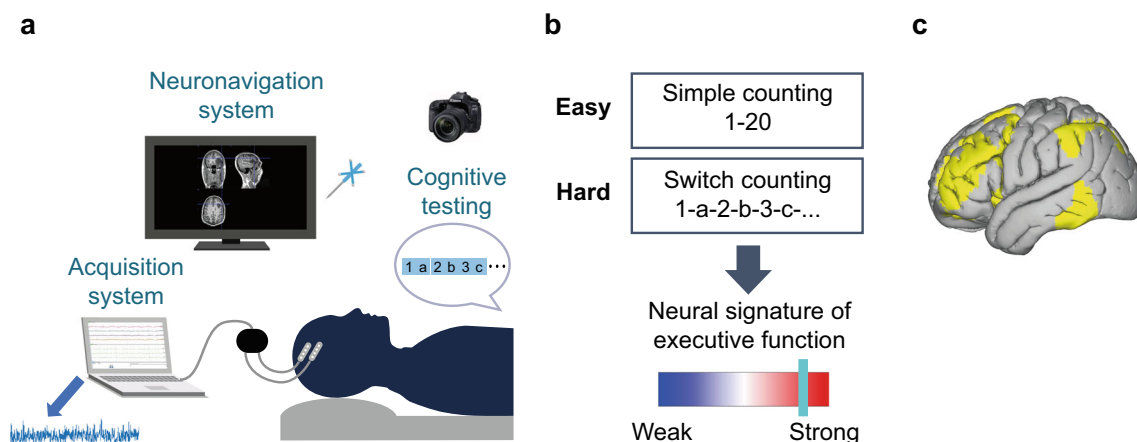 a
Neuronavigation
system
Cognitive
testing
1 a 2 b 3 c ...
Acquisition
system
b
Easy
Simple counting
1-20
Hard
Switch counting
1-a-2-b-3-c-...
Neural signature of
executive function
Weak
Strong
c